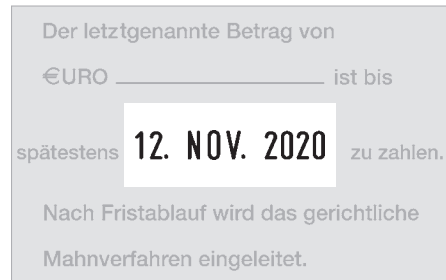 Der letztgenannte Betrag von
€URO ____________ ist bis
spätestens 12. NOV. 2020 zu zahlen.
Nach Fristablauf wird das gerichtliche
Mahnverfahren eingeleitet.